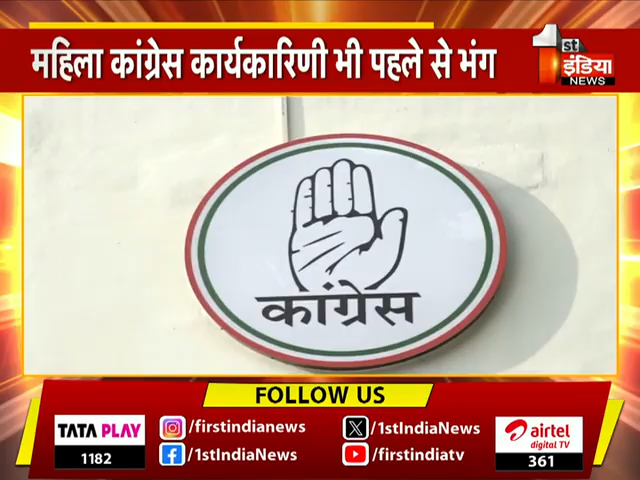 महिला कांग्रेस कार्यकारिणी भी पहले से भंग
1st
इंडिया
NEWS
कांग्रेस
FOLLOW US
TATA PLAY
1182
/firstindianews
/1stIndiaNews
/1stIndiaNews
/firstindiatv
airtel
digital TV
361